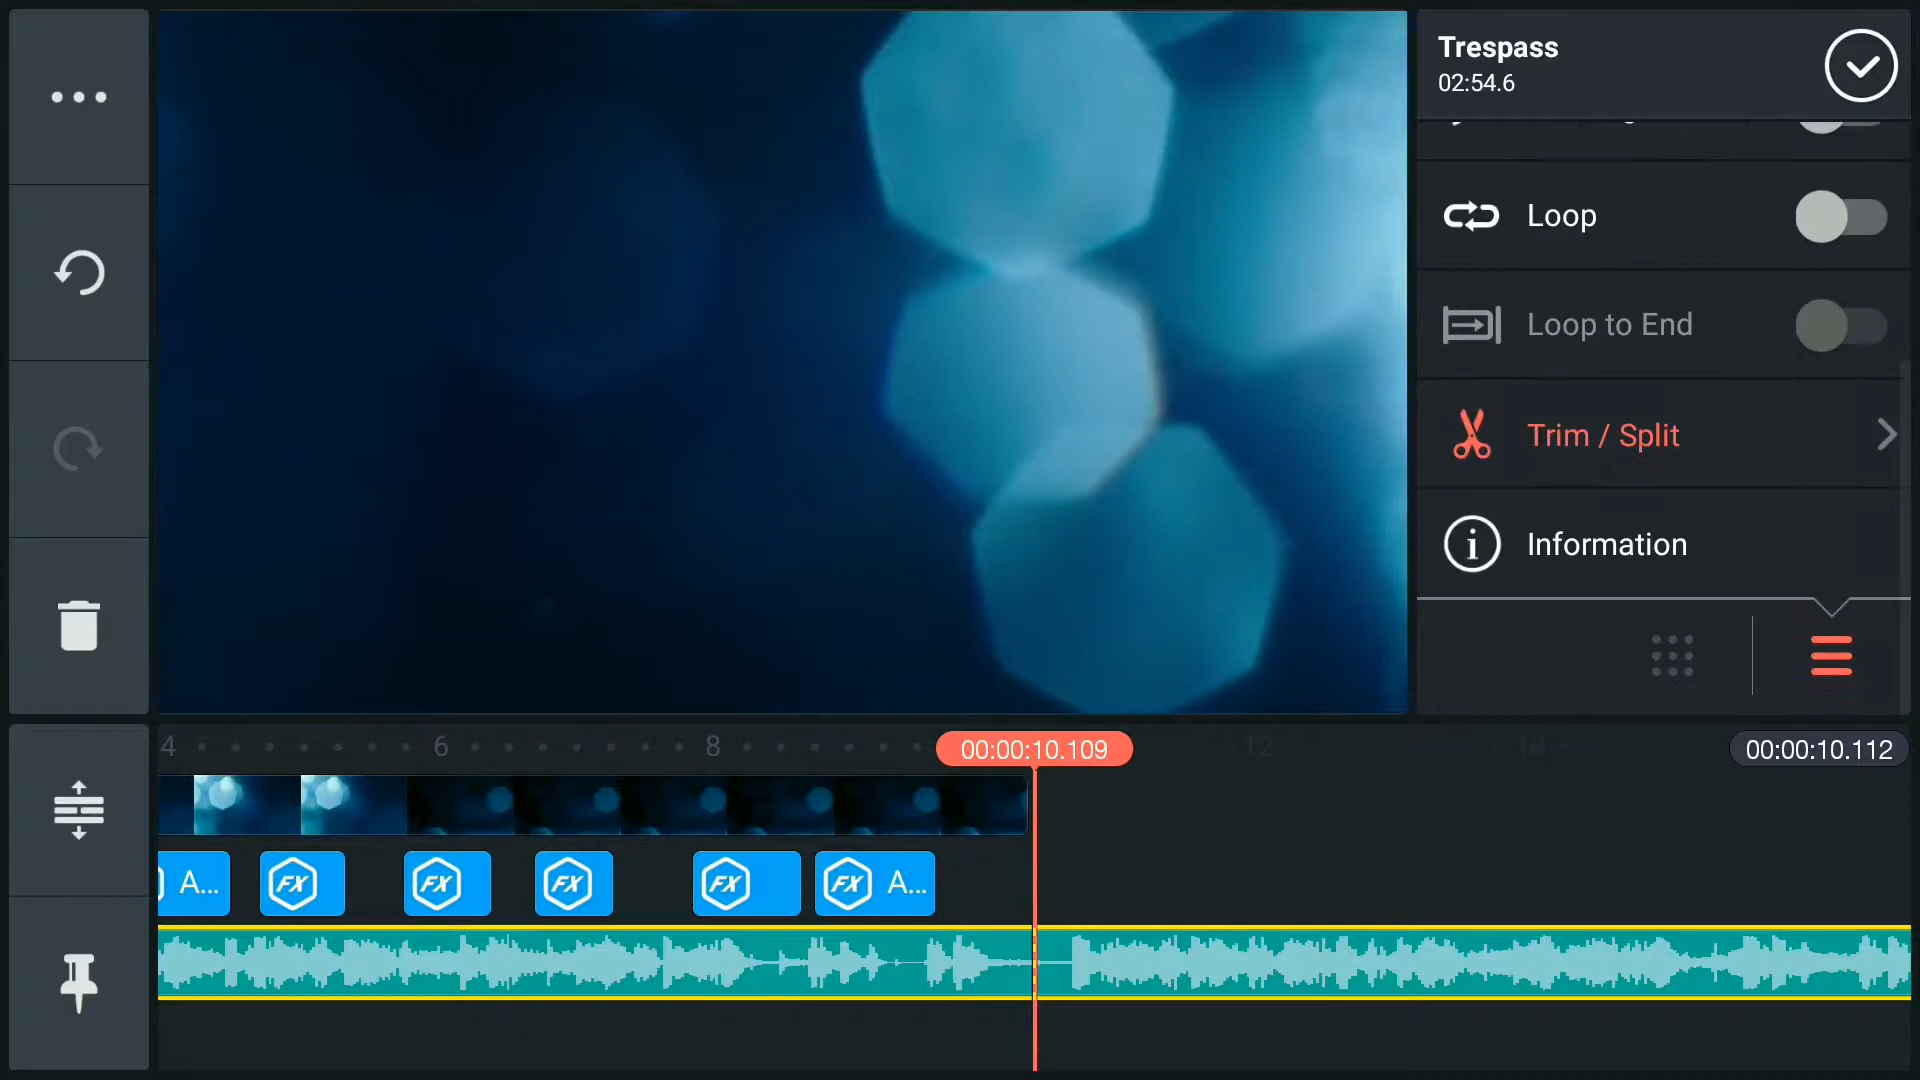 Trespass
02:54.6
Loop
Loop to End
Trim / Split
Information
4 6 8 12 14
00:00:10.109
00:00:10.112
A... FX FX FX FX FX A...